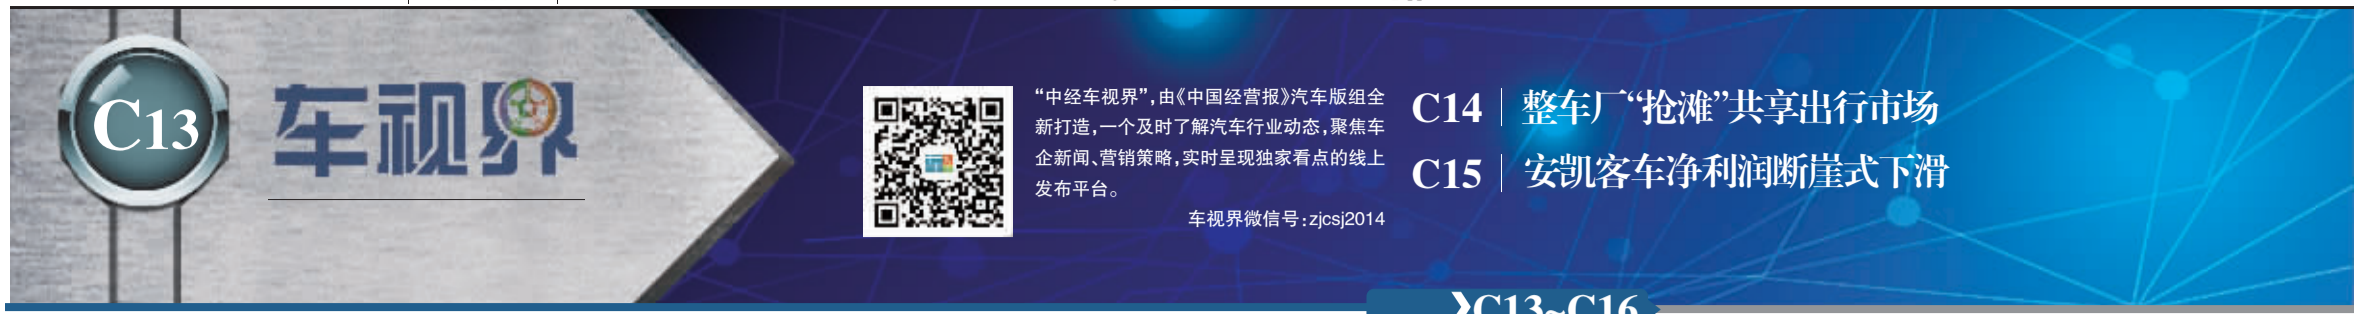 C13
车视界
“中经车视界”,由《中国经营报》汽车版组全
新打造,一个及时了解汽车行业动态,聚焦车
企新闻、营销策略,实时呈现独家看点的线上
发布平台。
车视界微信号:zjcsj2014
C14 整车厂“抢滩”共享出行市场
C15 安凯客车净利润断崖式下滑
C13~C16